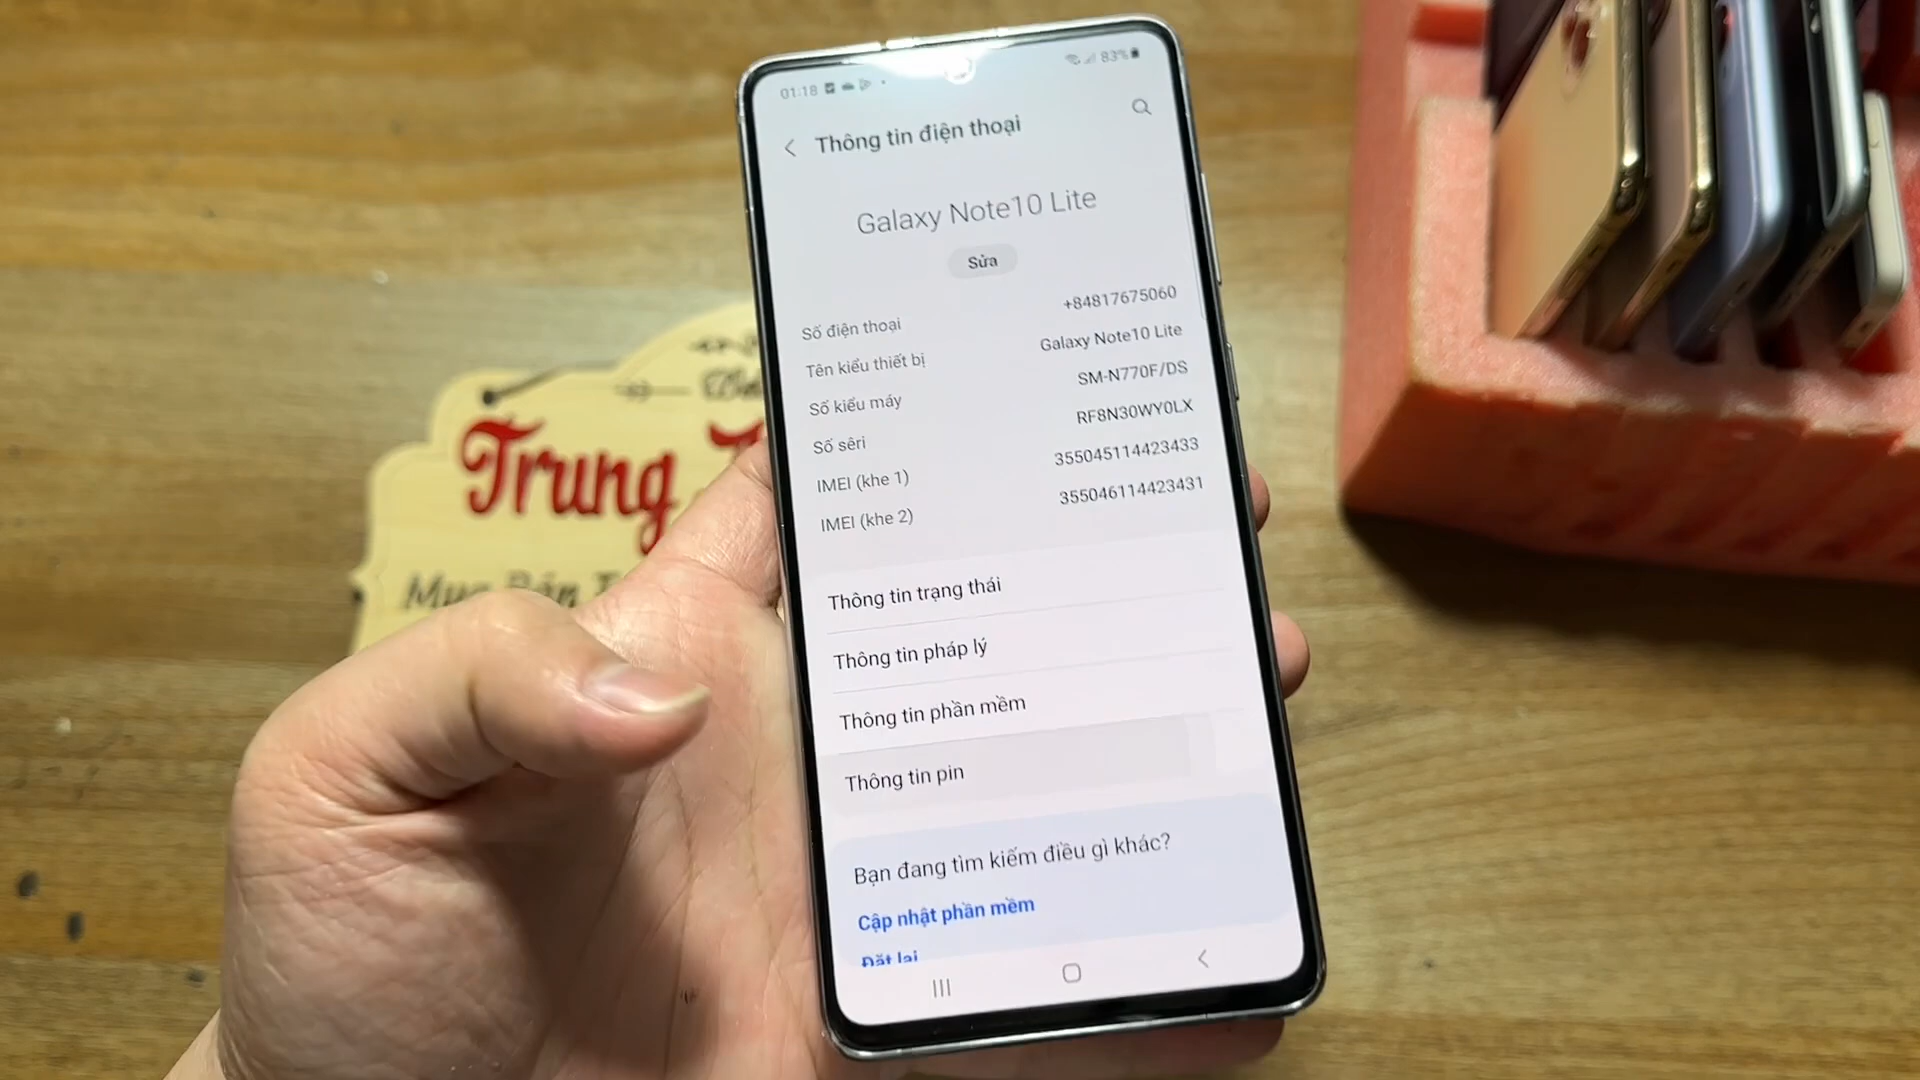 01:18
83%
Thông tin điện thoại
Galaxy Note10 Lite
Sửa
Số điện thoại +84817675060
Tên kiểu thiết bị Galaxy Note10 Lite
Số kiểu máy SM-N770F/DS
Số sêri RF8N30WY0LX
IMEI (khe 1) 355045114423433
IMEI (khe 2) 355046114423431
Thông tin trạng thái
Thông tin pháp lý
Thông tin phần mềm
Thông tin pin
Bạn đang tìm kiếm điều gì khác?
Cập nhật phần mềm
Đặt lại
Trung
Mua Bán